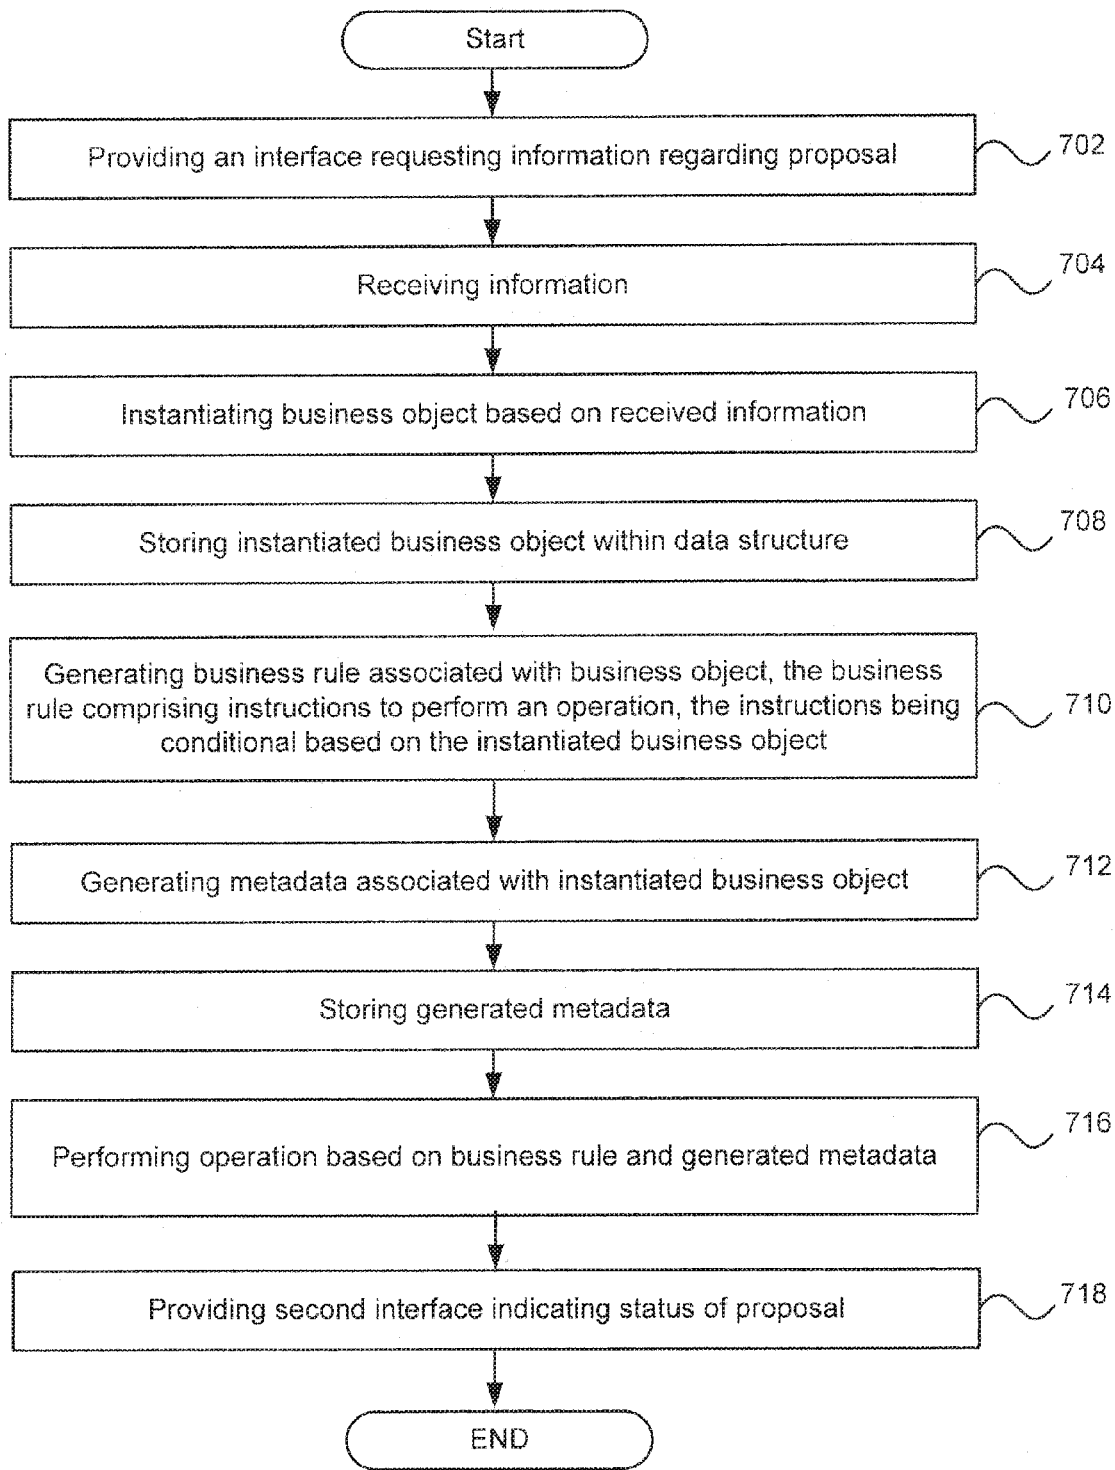 Start
Providing an interface requesting information regarding proposal
702
Receiving information
704
Instantiating business object based on received information
706
Storing instantiated business object within data structure
708
Generating business rule associated with business object, the business
rule comprising instructions to perform an operation, the instructions being
conditional based on the instantiated business object
710
Generating metadata associated with instantiated business object
712
Storing generated metadata
714
Performing operation based on business rule and generated metadata
716
Providing second interface indicating status of proposal
718
END